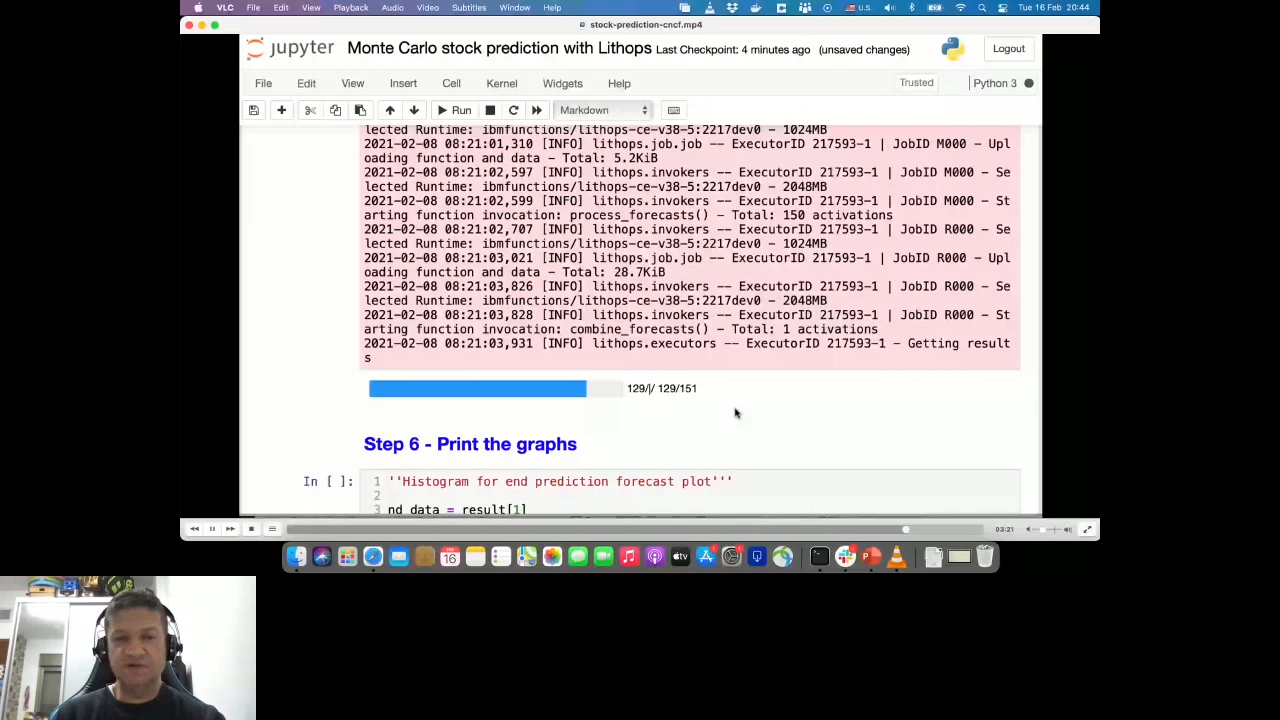 VLC File Edit View Playback Audio Video Subtitles Window Help U.S. Tue 16 Feb 20:44
stock-prediction-cncf.mp4
jupyter Monte Carlo stock prediction with Lithops Last Checkpoint: 4 minutes ago (unsaved changes) Logout
File Edit View Insert Cell Kernel Widgets Help Trusted Python 3
Run Markdown
lected Runtime: ibmfunctions/lithops-ce-v38-5:2217dev0 - 1024MB
2021-02-08 08:21:01,310 [INFO] lithops.job.job -- ExecutorID 217593-1 | JobID M000 - Upl
oading function and data - Total: 5.2KiB
2021-02-08 08:21:02,597 [INFO] lithops.invokers -- ExecutorID 217593-1 | JobID M000 - Se
lected Runtime: ibmfunctions/lithops-ce-v38-5:2217dev0 - 2048MB
2021-02-08 08:21:02,599 [INFO] lithops.invokers -- ExecutorID 217593-1 | JobID M000 - St
arting function invocation: process_forecasts() - Total: 150 activations
2021-02-08 08:21:02,707 [INFO] lithops.invokers -- ExecutorID 217593-1 | JobID R000 - Se
lected Runtime: ibmfunctions/lithops-ce-v38-5:2217dev0 - 1024MB
2021-02-08 08:21:03,021 [INFO] lithops.job.job -- ExecutorID 217593-1 | JobID R000 - Upl
oading function and data - Total: 28.7KiB
2021-02-08 08:21:03,826 [INFO] lithops.invokers -- ExecutorID 217593-1 | JobID R000 - Se
lected Runtime: ibmfunctions/lithops-ce-v38-5:2217dev0 - 2048MB
2021-02-08 08:21:03,828 [INFO] lithops.invokers -- ExecutorID 217593-1 | JobID R000 - St
arting function invocation: combine_forecasts() - Total: 1 activations
2021-02-08 08:21:03,931 [INFO] lithops.executors -- ExecutorID 217593-1 - Getting result
s
129/|/ 129/151
Step 6 - Print the graphs
In [ ]: 1 ''Histogram for end prediction forecast plot'''
2
3 nd data = result[1]
03:21
tv
FEB 16